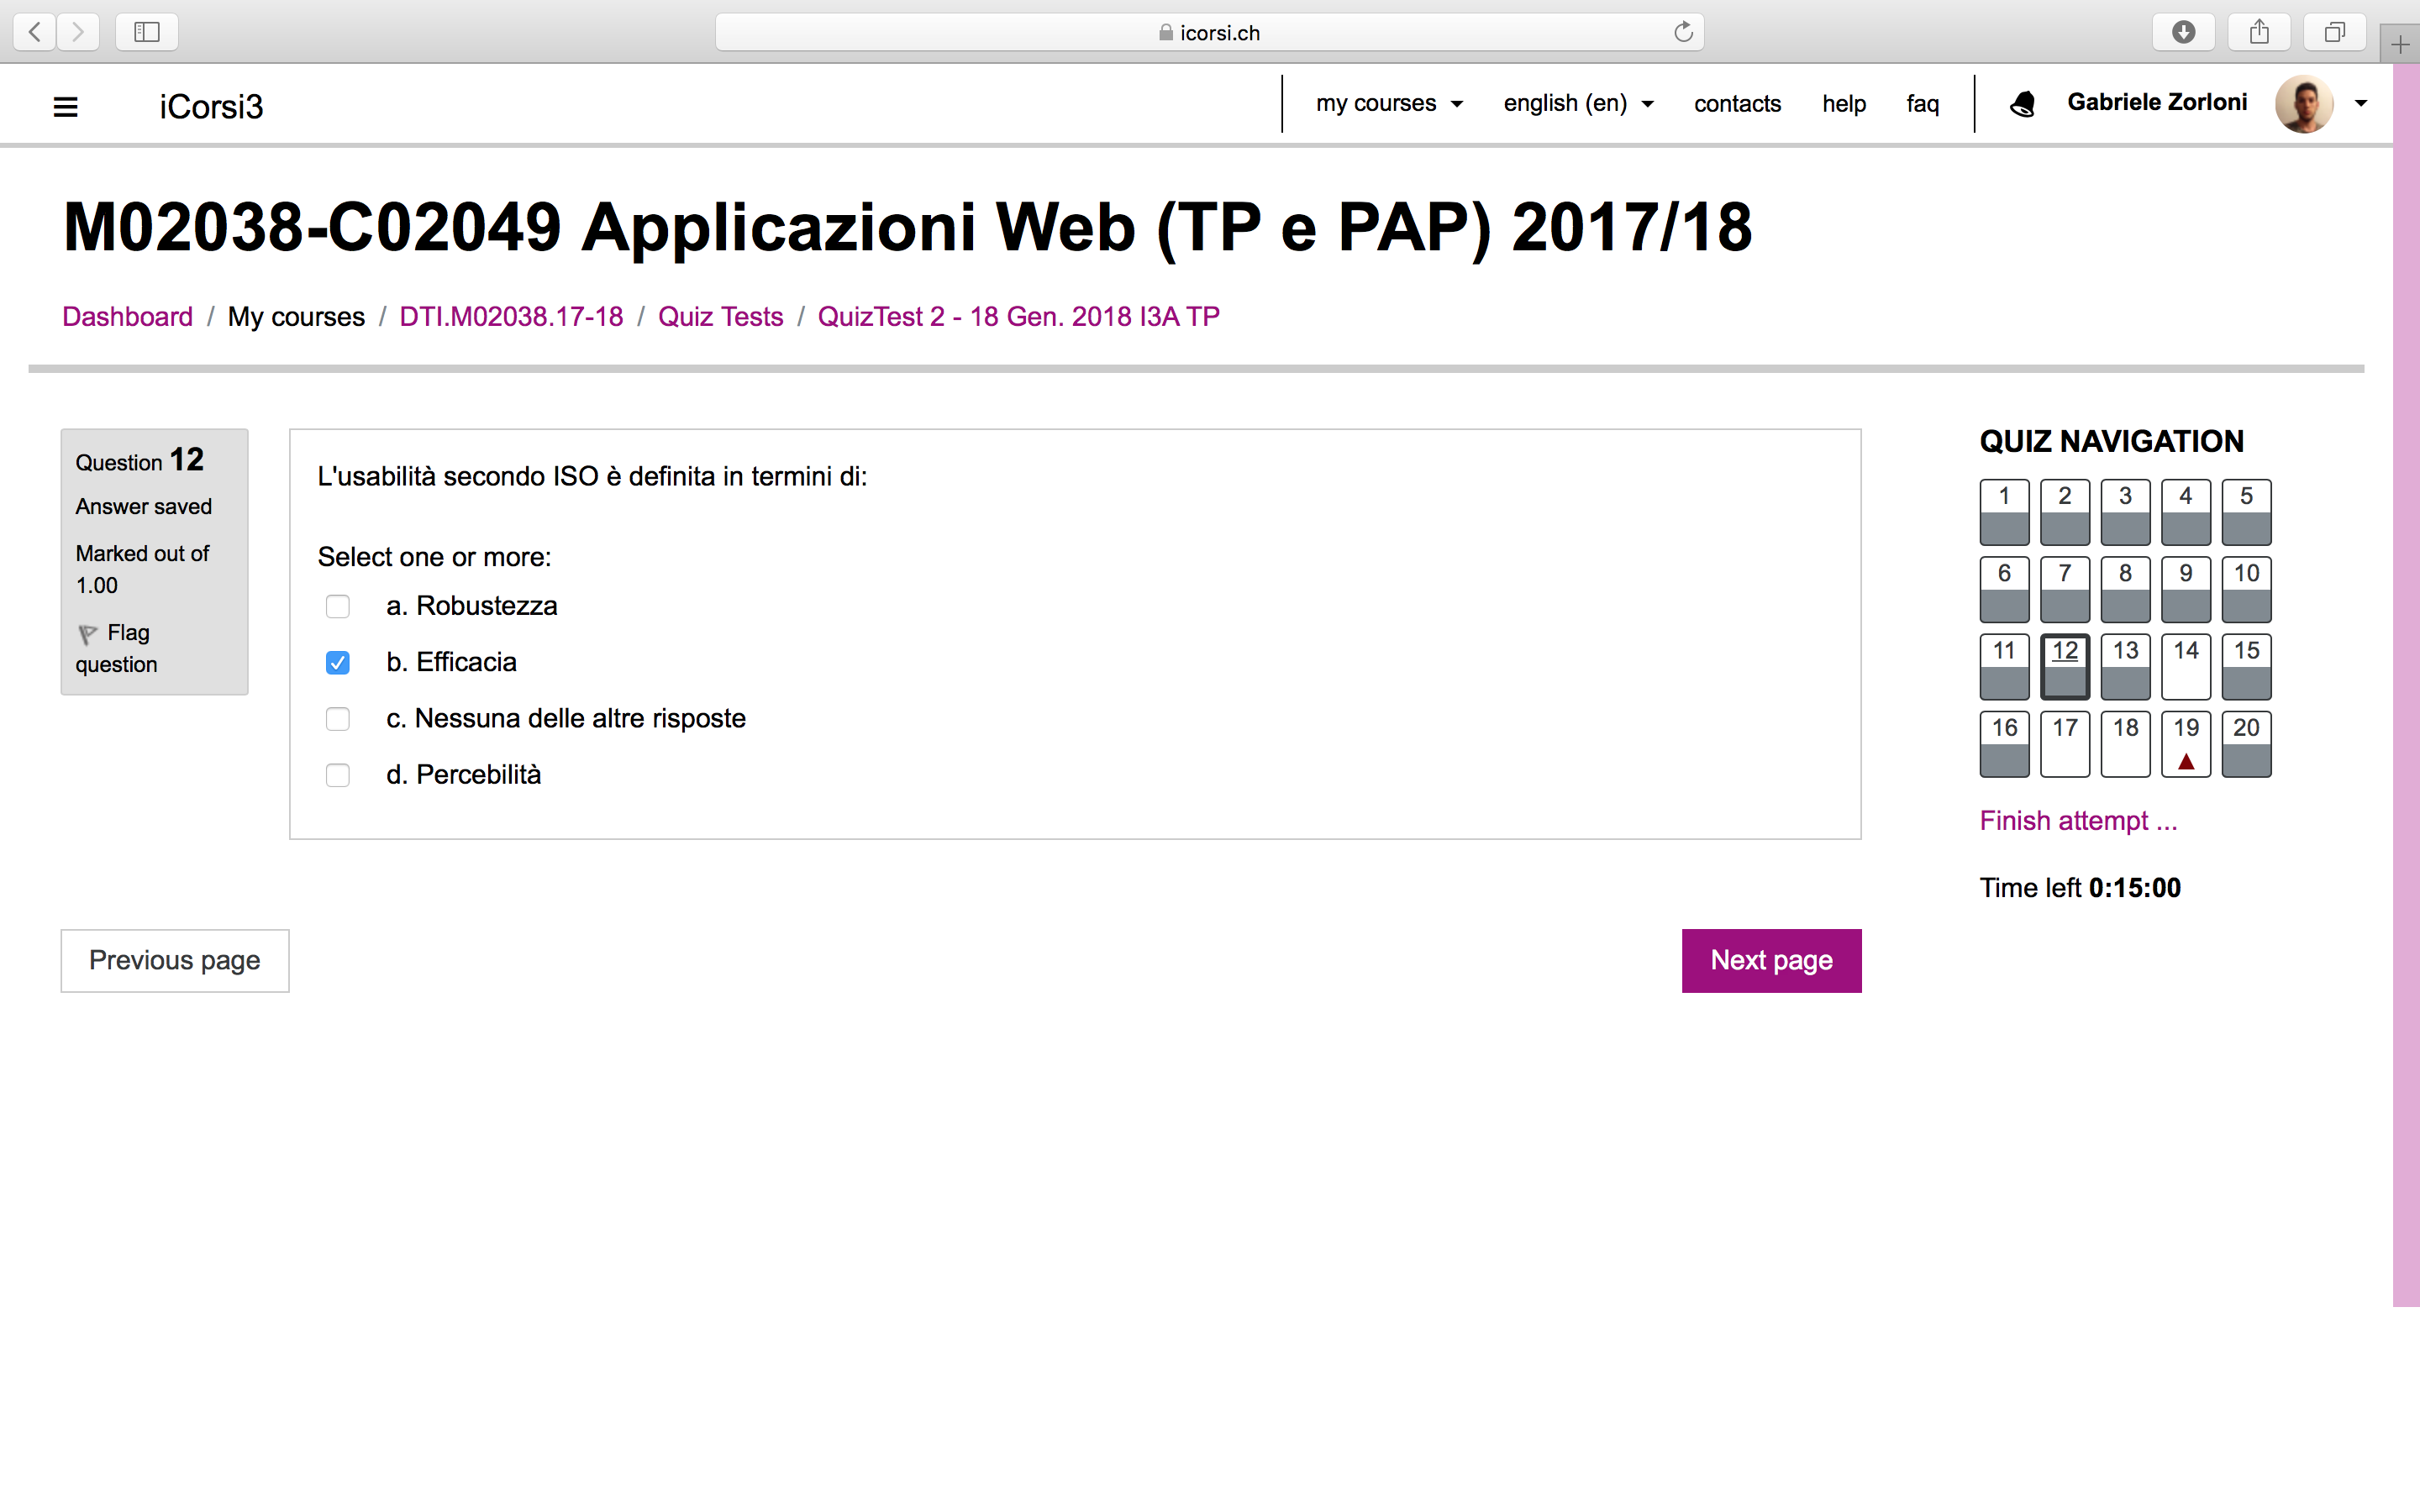 icorsi.ch
iCorsi3
my courses
english (en)
contacts
help
faq
Gabriele Zorloni
M02038-C02049 Applicazioni Web (TP e PAP) 2017/18
Dashboard / My courses / DTI.M02038.17-18 / Quiz Tests / QuizTest 2 - 18 Gen. 2018 I3A TP
Question 12
Answer saved
Marked out of
1.00
Flag
question
L'usabilità secondo ISO è definita in termini di:
Select one or more:
a. Robustezza
b. Efficacia
c. Nessuna delle altre risposte
d. Percebilità
Previous page
Next page
QUIZ NAVIGATION
1 2 3 4 5
6 7 8 9 10
11 12 13 14 15
16 17 18 19 20
Finish attempt ...
Time left 0:15:00